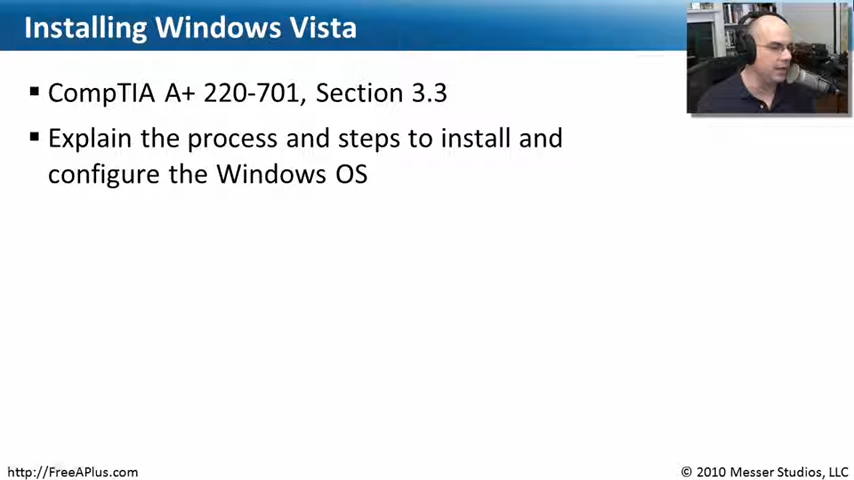 Installing Windows Vista
▪ CompTIA A+ 220-701, Section 3.3
▪ Explain the process and steps to install and
configure the Windows OS
http://FreeAPlus.com
© 2010 Messer Studios, LLC